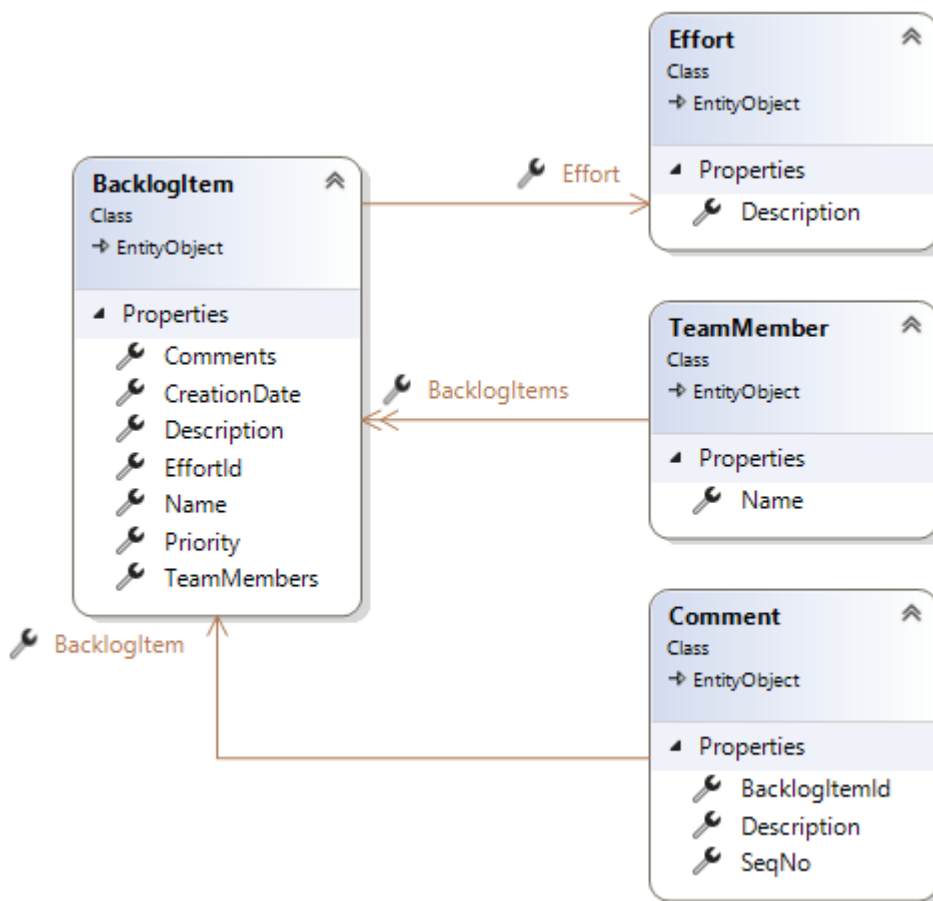 Effort
Class
EntityObject
Properties
Description
Effort
BacklogItem
Class
EntityObject
Properties
Comments
CreationDate
Description
EffortId
Name
Priority
TeamMembers
BacklogItems
TeamMember
Class
EntityObject
Properties
Name
BacklogItem
Comment
Class
EntityObject
Properties
BacklogItemId
Description
SeqNo